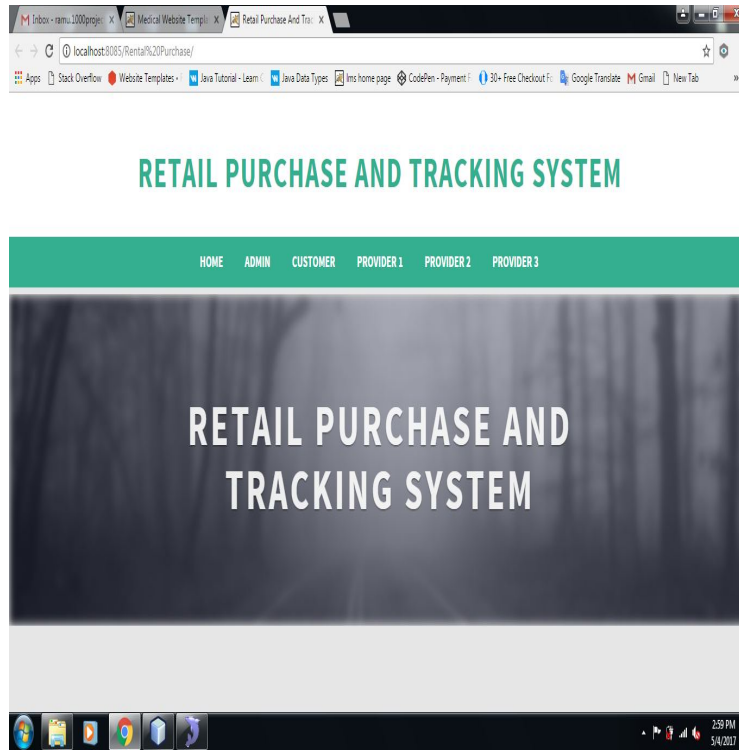 Inbox - ramu.1000projec
Medical Website Templa
Retail Purchase And Trac
localhost:8085/Rental%20Purchase/
Apps Stack Overflow Website Templates - Java Tutorial - Learn Java Data Types lms home page CodePen - Payment F 30+ Free Checkout Fo Google Translate Gmail New Tab »
RETAIL PURCHASE AND TRACKING SYSTEM
HOME ADMIN CUSTOMER PROVIDER 1 PROVIDER 2 PROVIDER 3
RETAIL PURCHASE AND
TRACKING SYSTEM
2:59 PM
5/4/2017